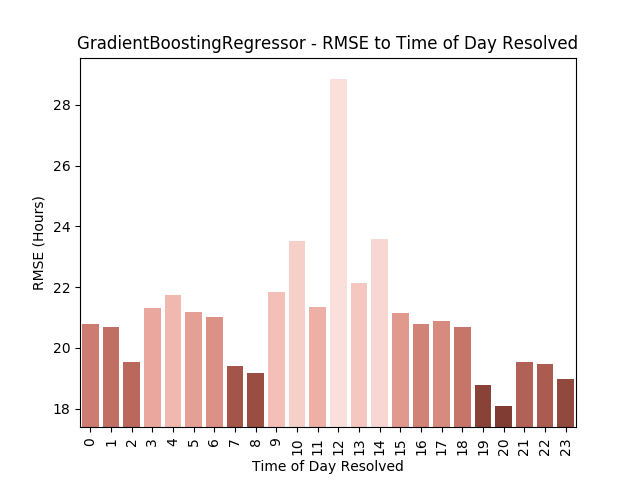 GradientBoostingRegressor - RMSE to Time of Day Resolved
RMSE (Hours)
28
26
24
22
20
18
0 1 2 3 4 5 6 7 8 9 10 11 12 13 14 15 16 17 18 19 20 21 22 23
Time of Day Resolved